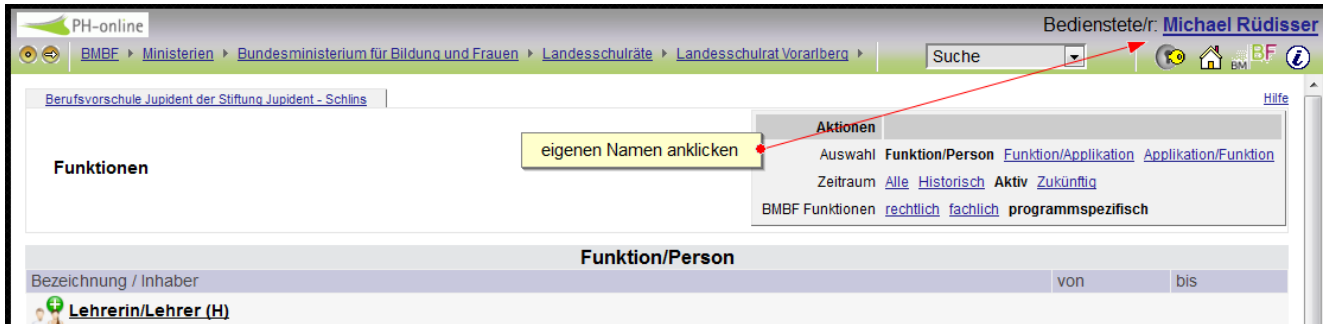 PH-online
Bedienstete/r: Michael Rüdisser
BMBF Ministerien Bundesministerium für Bildung und Frauen Landesschulräte Landesschulrat Vorarlberg
Suche
BM BF i
Berufsvorschule Jupident der Stiftung Jupident - Schlins
Hilfe
Funktionen
eigenen Namen anklicken
Aktionen
Auswahl Funktion/Person Funktion/Applikation Applikation/Funktion
Zeitraum Alle Historisch Aktiv Zukünftig
BMBF Funktionen rechtlich fachlich programmspezifisch
Funktion/Person
Bezeichnung / Inhaber von bis
Lehrerin/Lehrer (H)